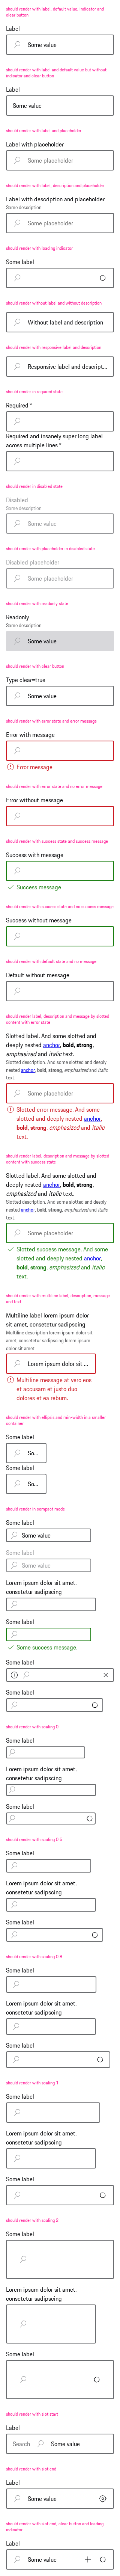 should render with label, default value, indicator and
clear button
Label
Some value
should render with label and default value but without
indicator and clear button
Label
Some value
should render with label and placeholder
Label with placeholder
Some placeholder
should render with label, description and placeholder
Label with description and placeholder
Some description
Some placeholder
should render with loading indicator
Some label
should render without label and without description
Without label and description
should render with responsive label and description
Responsive label and descript...
should render in required state
Required *
Required and insanely super long label
across multiple lines *
should render in disabled state
Disabled
Some description
Some value
should render with placeholder in disabled state
Disabled placeholder
Some placeholder
should render with readonly state
Readonly
Some description
Some value
should render with clear button
Type clear=true
Some value
should render with error state and error message
Error with message
Error message
should render with error state and no error message
Error without message
should render with success state and success message
Success with message
Success message
should render with success state and no success message
Success without message
should render with default state and no message
Default without message
should render label, description and message by slotted
content with error state
Slotted label. And some slotted
and deeply nested anchor, bold, strong,
emphasized and italic text.
Slotted description. And some slotted and deeply
nested anchor, bold, strong, emphasized and italic
text.
Some placeholder
Slotted error message. And some
slotted and deeply nested anchor,
bold, strong, emphasized and italic
text.
should render label, description and message by slotted
content with success state
Slotted label. And some slotted
and deeply nested anchor, bold, strong,
emphasized and italic text.
Slotted description. And some slotted and deeply
nested anchor, bold, strong, emphasized and italic
text.
Some placeholder
Slotted success message. And some
slotted and deeply nested anchor,
bold, strong, emphasized and italic
text.
should render with multiline label, description, message
and text
Multiline label lorem ipsum dolor
sit amet, consetetur sadipscing
Multiline description lorem ipsum dolor sit
amet, consetetur sadipscing lorem ipsum
dolor sit amet
Lorem ipsum dolor sit ...
Multiline message at vero eos
et accusam et justo duo
dolores et ea rebum.
should render with ellipsis and min-width in a smaller
container
Some label
So...
Some label
So...
should render with in compact mode
Some label
Some value
Some label
Some value
Lorem ipsum dolor sit amet,
consetetur sadipscing
Some label
Some success message.
Some label
Some label
should render with scaling 0
Some label
Lorem ipsum dolor sit amet,
consetetur sadipscing
Some label
should render with scaling 0.5
Some label
Lorem ipsum dolor sit amet,
consetetur sadipscing
Some label
should render with scaling 0.8
Some label
Lorem ipsum dolor sit amet,
consetetur sadipscing
Some label
should render with scaling 1
Some label
Lorem ipsum dolor sit amet,
consetetur sadipscing
Some label
should render with scaling 2
Some label
Lorem ipsum dolor sit amet,
consetetur sadipscing
Some label
should render with slot start
Label
Search Some value
should render with slot end
Label
Some value
should render with slot end, clear button and loading
indicator
Label
Some value